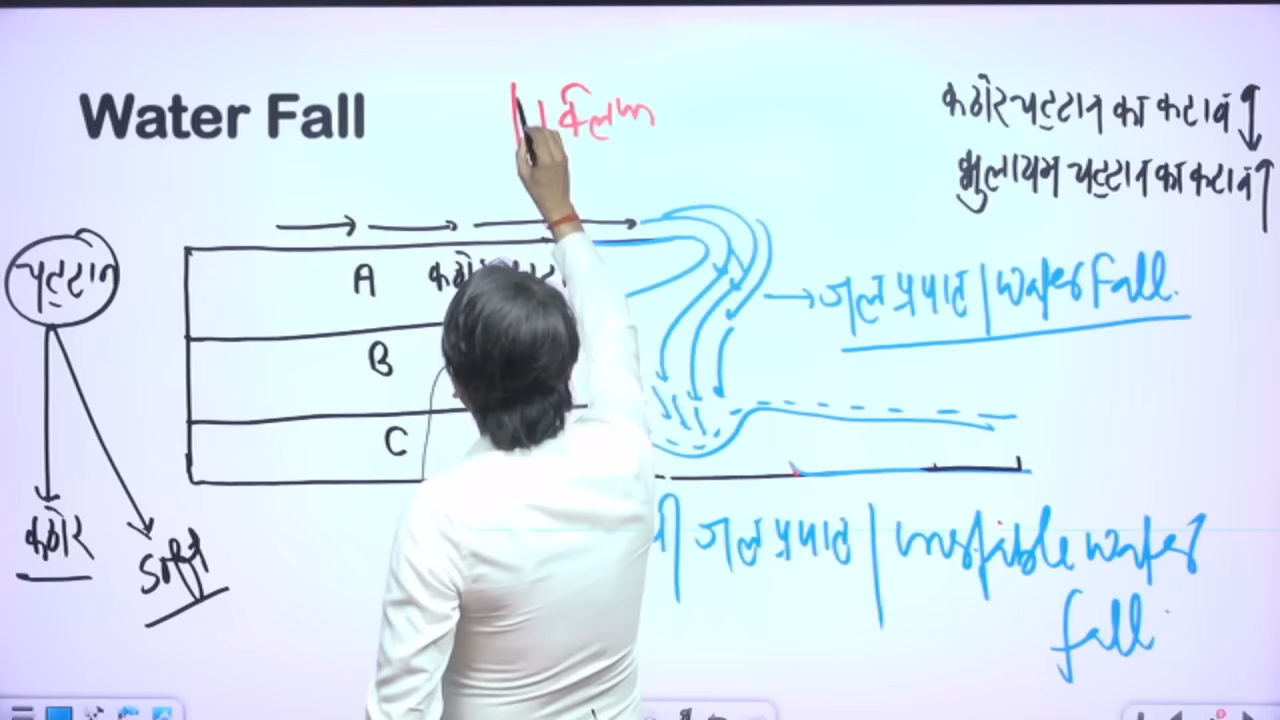 Water Fall
कठोर चट्टान का कटाव ↓
मुलायम चट्टान का कटाव ↑
चट्टान
A
B
C
जल प्रपात | water fall.
कठोर
soft
जल प्रपात | unstable water
fall